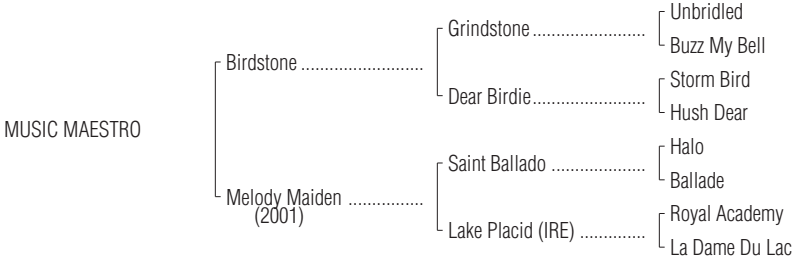 Unbridled
Grindstone........................
Buzz My Bell
Birdstone ..........................
Storm Bird
Dear Birdie........................
Hush Dear
MUSIC MAESTRO
Halo
Saint Ballado ....................
Ballade
Melody Maiden ................
(2001)
Royal Academy
Lake Placid (IRE) ..............
La Dame Du Lac